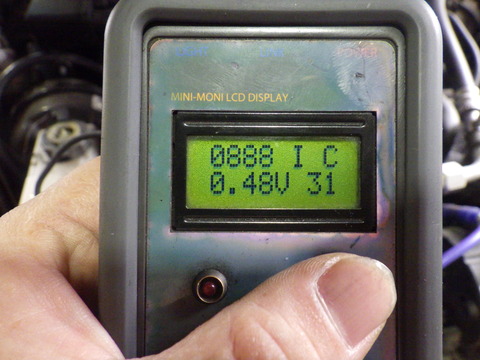 MINI-MONI LCD DISPLAY
0888 I C
0.48V 31